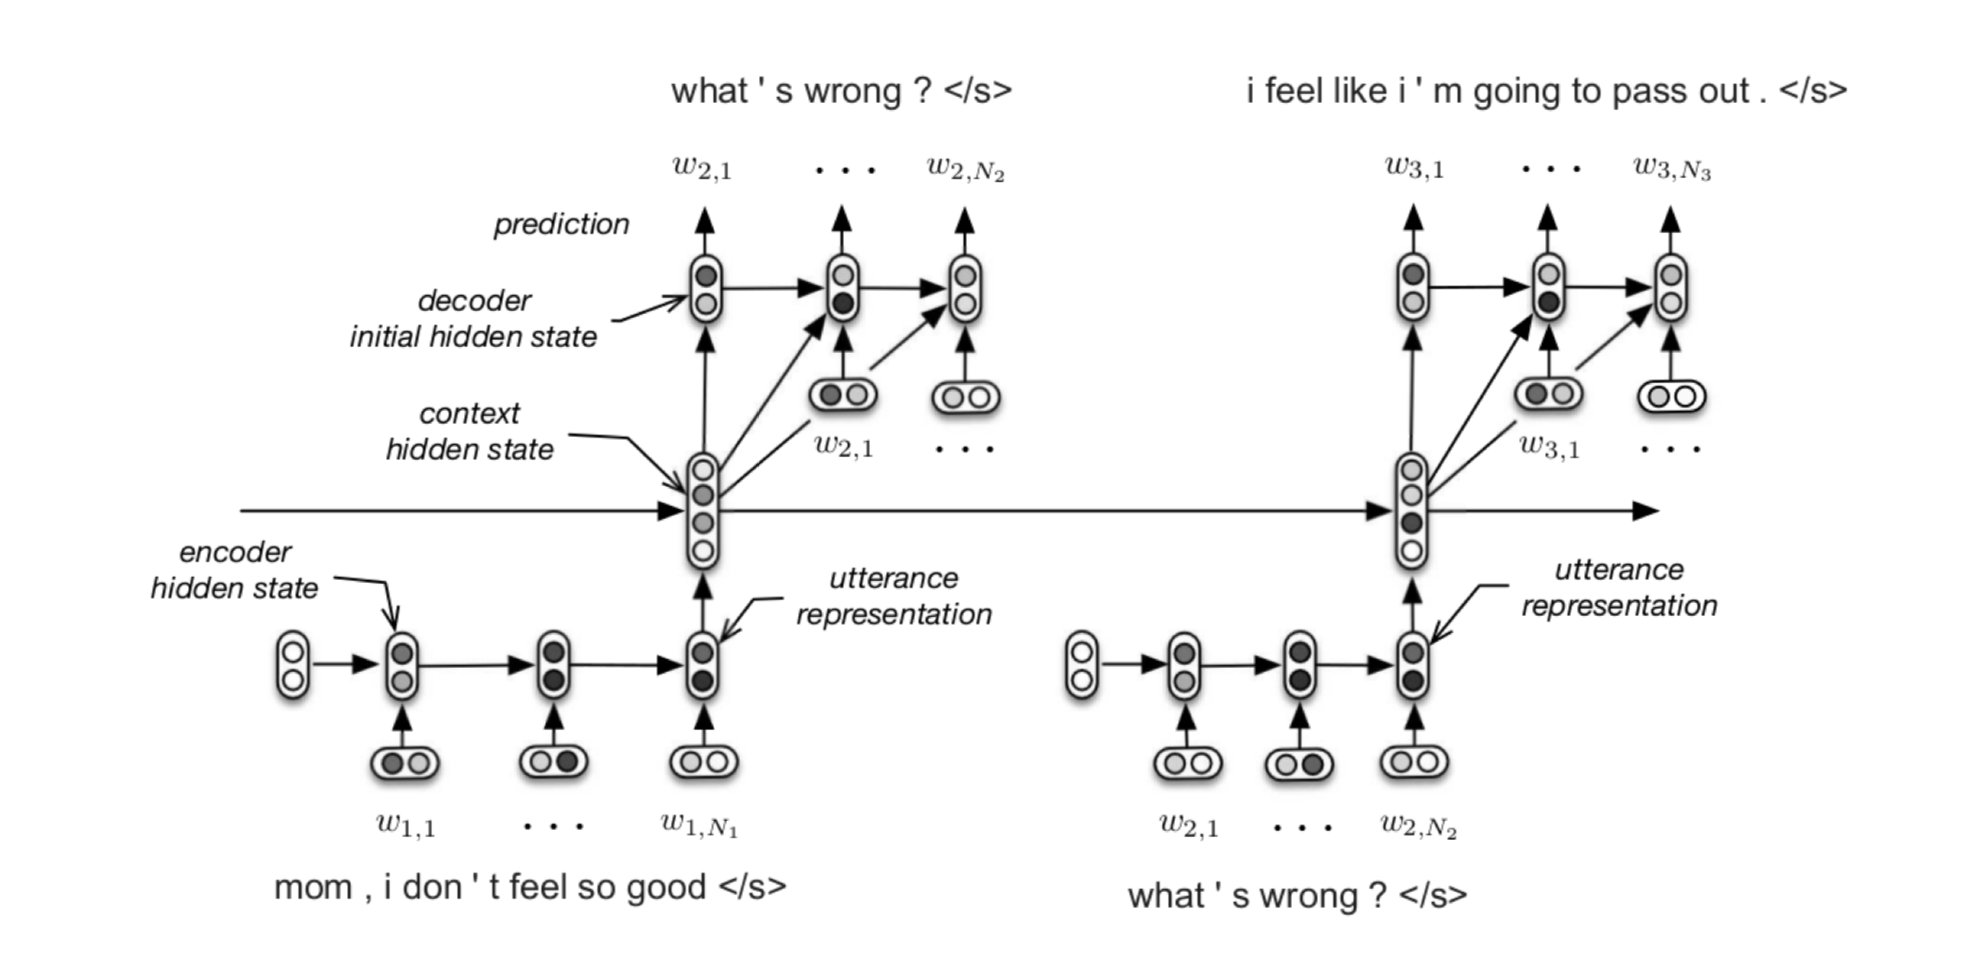 what ' s wrong ? </s>
i feel like i ' m going to pass out . </s>
w2,1 . . . w2,N2
w3,1 . . . w3,N3
prediction
decoder
initial hidden state
context
hidden state
w2,1 . . .
w3,1 . . .
encoder
hidden state
utterance
representation
utterance
representation
w1,1 . . . w1,N1
w2,1 . . . w2,N2
mom , i don ' t feel so good </s>
what ' s wrong ? </s>